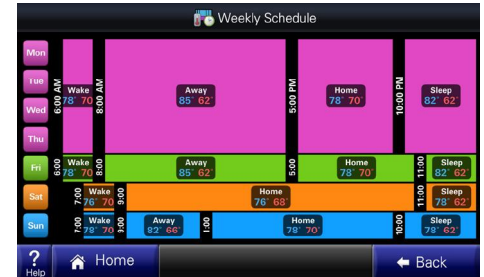 Weekly Schedule
Mon
Tue
Wed
Thu
6:00 AM
Wake
78° 70°
8:00 AM
Away
85° 62°
5:00 PM
Home
78° 70°
10:00 PM
Sleep
82° 62°
Fri
6:00
Wake
78° 70°
8:00
Away
85° 62°
5:00
Home
78° 70°
11:00
Sleep
82° 62°
Sat
7:00
Wake
76° 70°
9:00
Home
76° 68°
11:00
Sleep
78° 62°
Sun
7:00
Wake
78° 70°
9:00
Away
82° 66°
1:00
Home
78° 70°
10:00
Sleep
78° 62°
?
Help
Home
Back